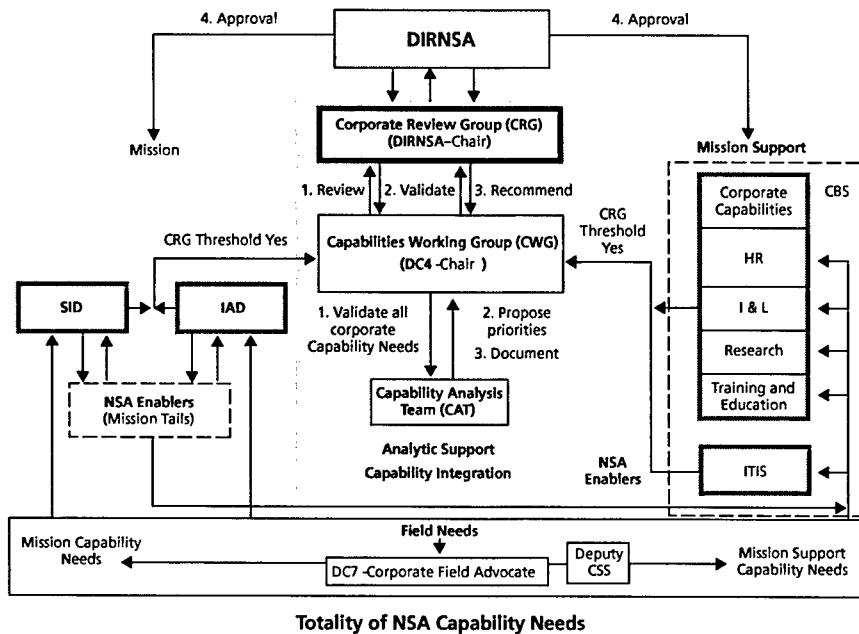 4. Approval
DIRNSA
4. Approval
Corporate Review Group (CRG)
(DIRNSA–Chair)
Mission
Mission Support
1. Review
2. Validate
3. Recommend
Corporate
Capabilities
CBS
CRG Threshold Yes
Capabilities Working Group (CWG)
(DC4 -Chair )
CRG
Threshold
Yes
HR
SID
IAD
1. Validate all
corporate
Capability Needs
2. Propose
priorities
3. Document
I & L
Research
NSA Enablers
(Mission Tails)
Capability Analysis
Team (CAT)
Training and
Education
Analytic Support
Capability Integration
NSA
Enablers
ITIS
Mission Capability
Needs
Field Needs
DC7 -Corporate Field Advocate
Deputy
CSS
Mission Support
Capability Needs
Totality of NSA Capability Needs